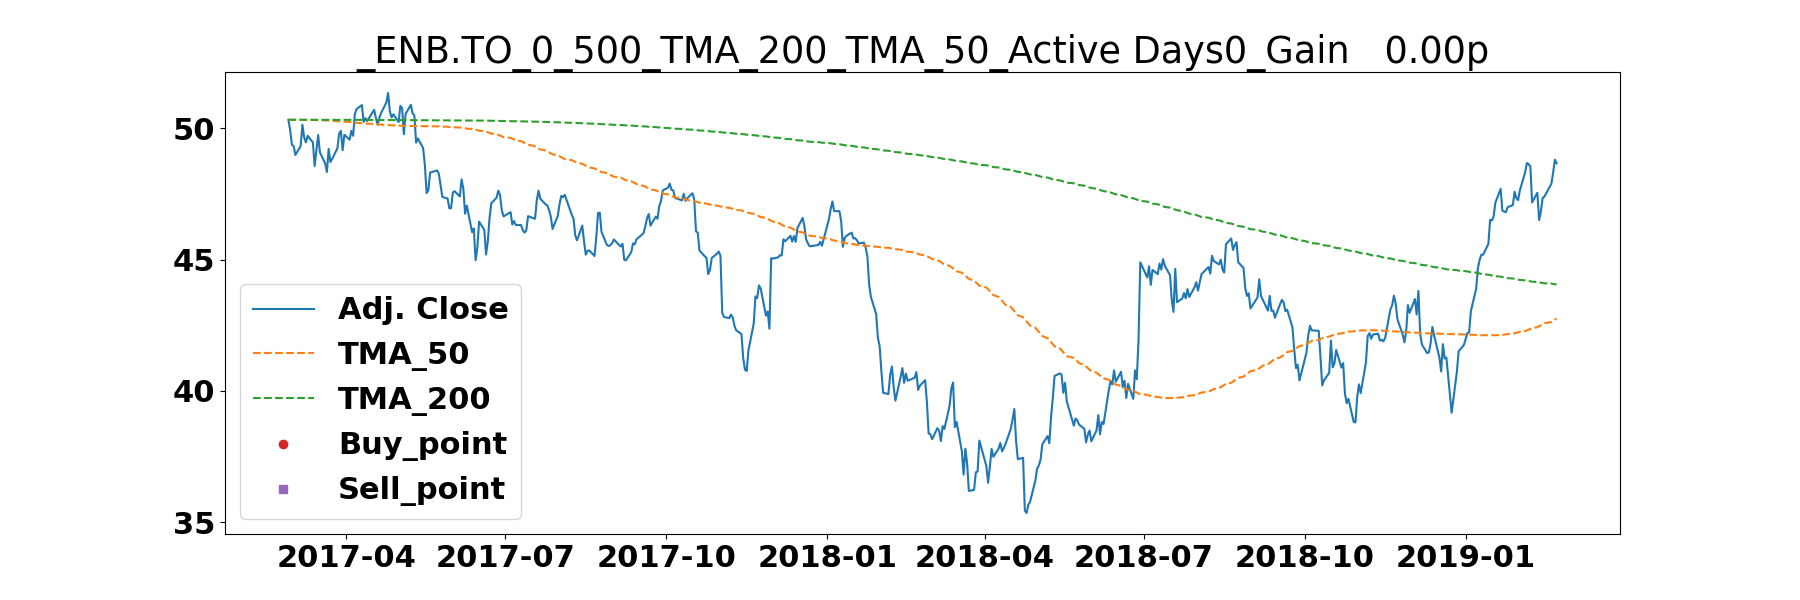 _ENB.TO_0_500_TMA_200_TMA_50_Active Days0_Gain   0.00p
50
45
40
35
Adj. Close
TMA_50
TMA_200
Buy_point
Sell_point
2017-04 2017-07 2017-10 2018-01 2018-04 2018-07 2018-10 2019-01